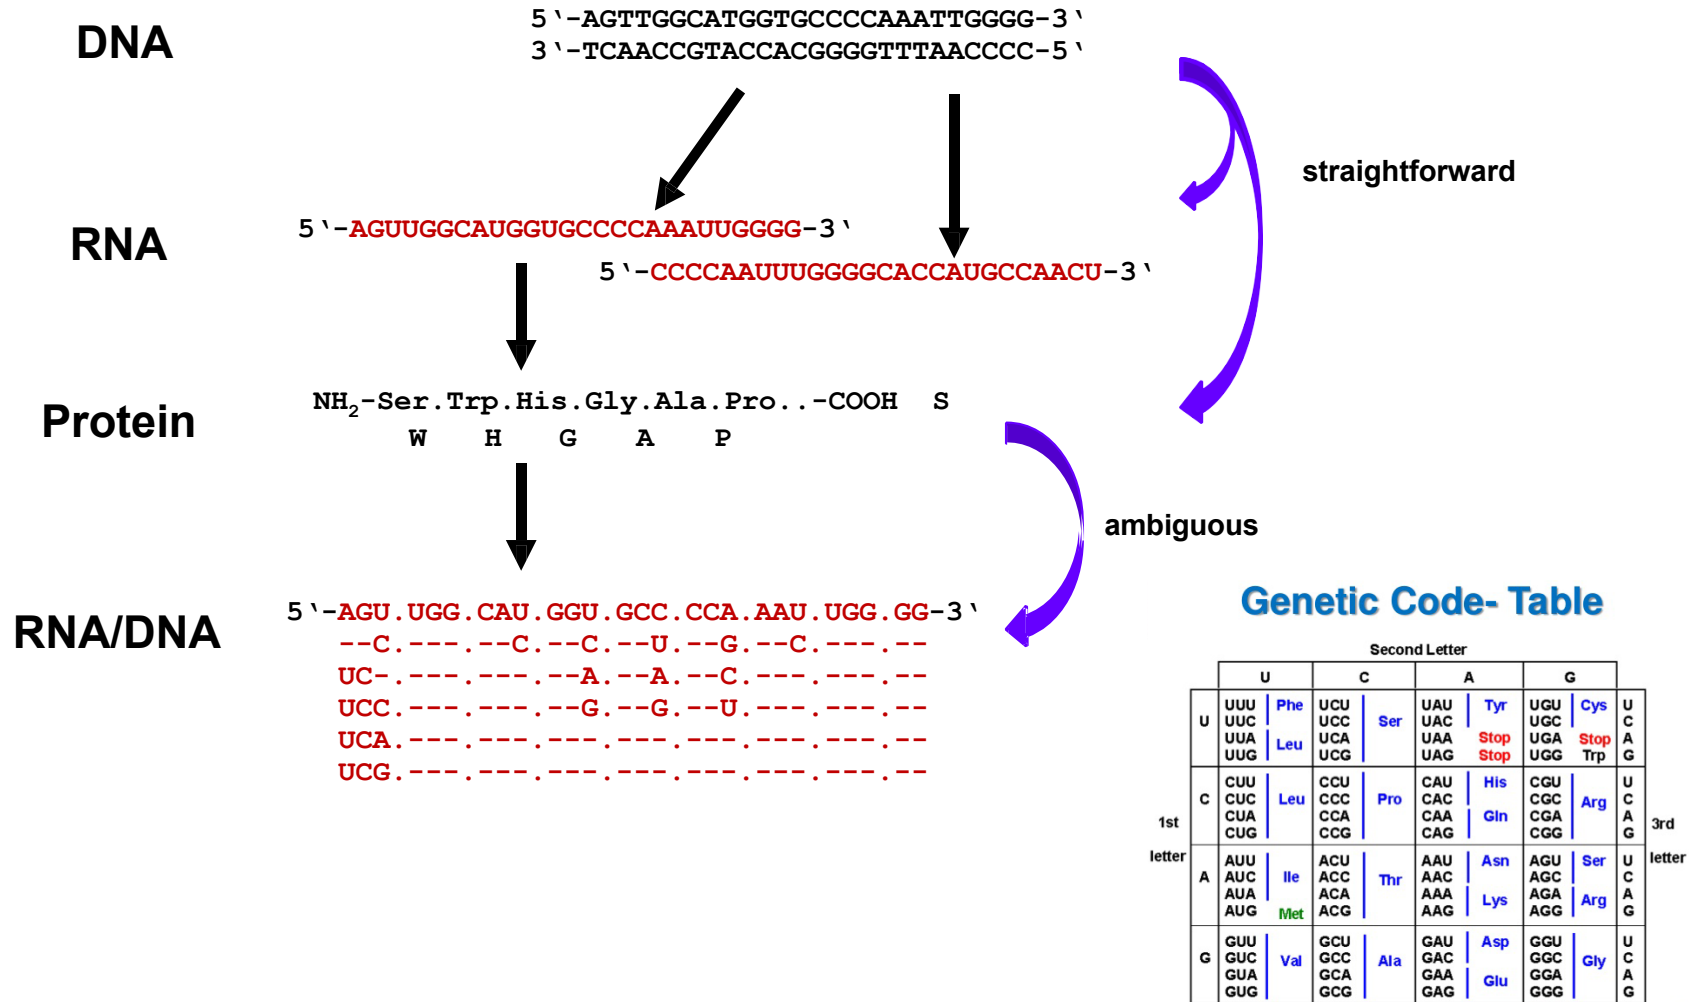 DNA
5‵-AGTTGGCATGGTGCCCCAAATTGGGG-3‵
3‵-TCAACCGTACCACGGGGTTTAACCCC-5‵
straightforward
RNA
5‵-AGUUGGCAUGGUGCCCCAAAUUGGGG-3‵
5‵-CCCCAAUUUGGGGCACCAUGCCAACU-3‵
Protein
NH2-Ser.Trp.His.Gly.Ala.Pro..-COOH S
W H G A P
ambiguous
RNA/DNA
5‵-AGU.UGG.CAU.GGU.GCC.CCA.AAU.UGG.GG-3‵
--C.---.--C.--C.--U.--G.--C.---.--
UC-.---.---.--A.--A.--C.---.---.--
UCC.---.---.--G.--G.--U.---.---.--
UCA.---.---.---.---.---.---.---.--
UCG.---.---.---.---.---.---.---.--
Genetic Code- Table
Second Letter
U C A G
U UUU Phe UCU Ser UAU Tyr UGU Cys U
UUC UCC UAC UGC C
UUA Leu UCA UAA Stop UGA Stop A
UUG UCG UAG Stop UGG Trp G
C CUU Leu CCU Pro CAU His CGU Arg U
CUC CCC CAC CGC C
CUA CCA CAA Gln CGA A
CUG CCG CAG CGG G
1st letter
3rd letter
A AUU Ile ACU Thr AAU Asn AGU Ser U
AUC ACC AAC AGC C
AUA ACA AAA Lys AGA Arg A
AUG Met ACG AAG AGG G
G GUU Val GCU Ala GAU Asp GGU Gly U
GUC GCC GAC GGC C
GUA GCA GAA Glu GGA A
GUG GCG GAG GGG G